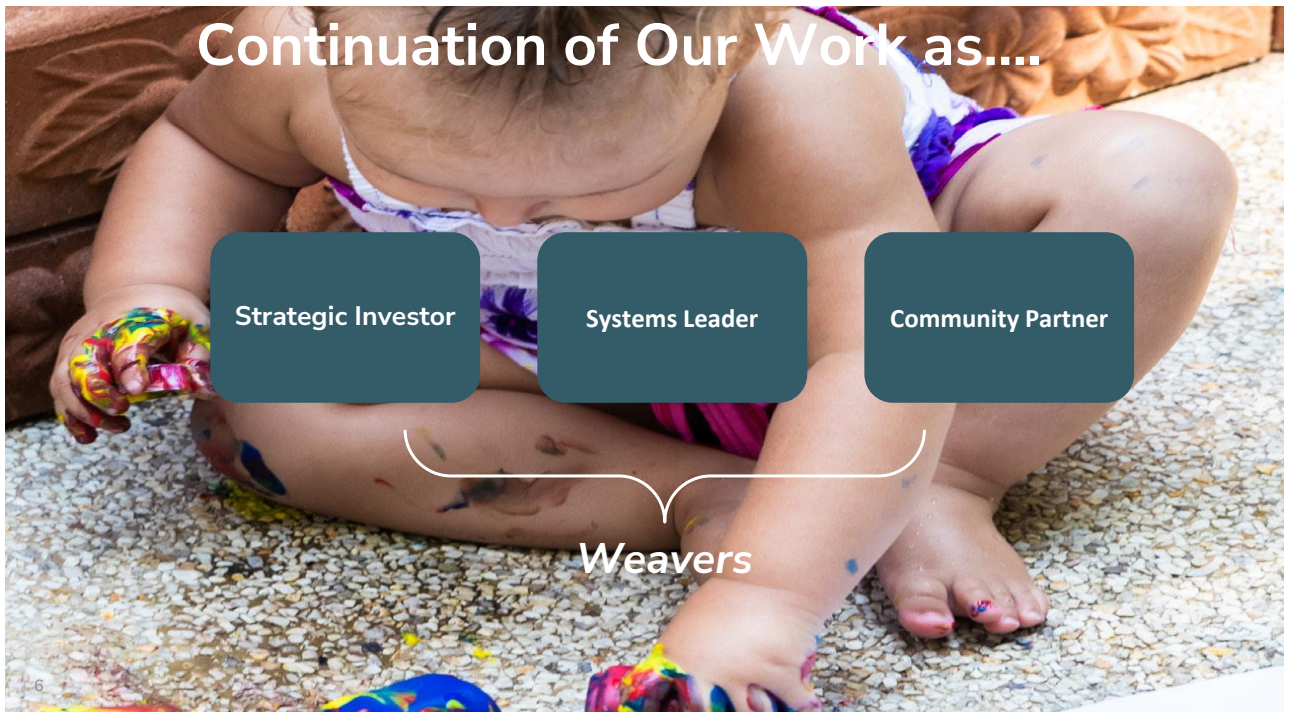 Continuation of Our Work as....
Strategic Investor
Systems Leader
Community Partner
Weavers
6